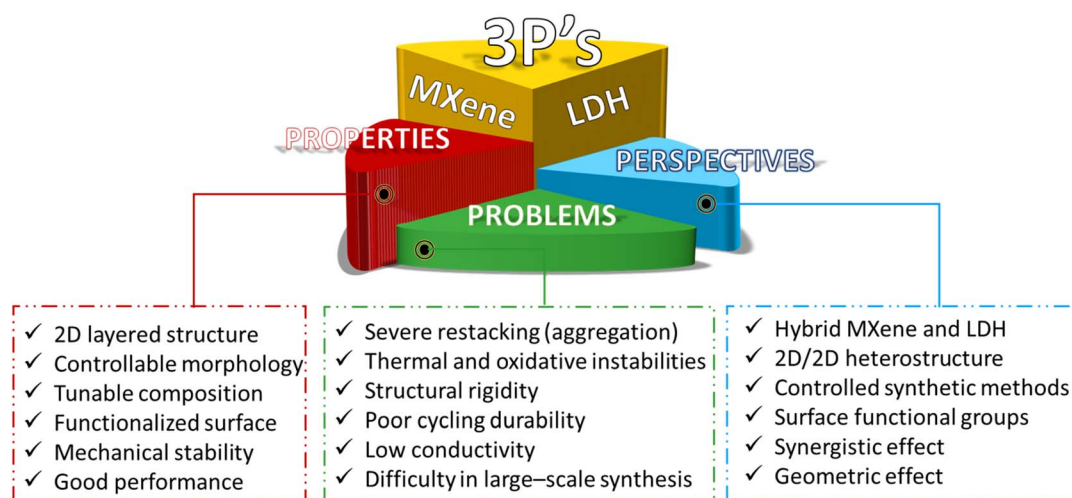 3P's
MXene
LDH
PROPERTIES
PERSPECTIVES
PROBLEMS
✓ 2D layered structure
✓ Controllable morphology
✓ Tunable composition
✓ Functionalized surface
✓ Mechanical stability
✓ Good performance
✓ Severe restacking (aggregation)
✓ Thermal and oxidative instabilities
✓ Structural rigidity
✓ Poor cycling durability
✓ Low conductivity
✓ Difficulty in large–scale synthesis
✓ Hybrid MXene and LDH
✓ 2D/2D heterostructure
✓ Controlled synthetic methods
✓ Surface functional groups
✓ Synergistic effect
✓ Geometric effect